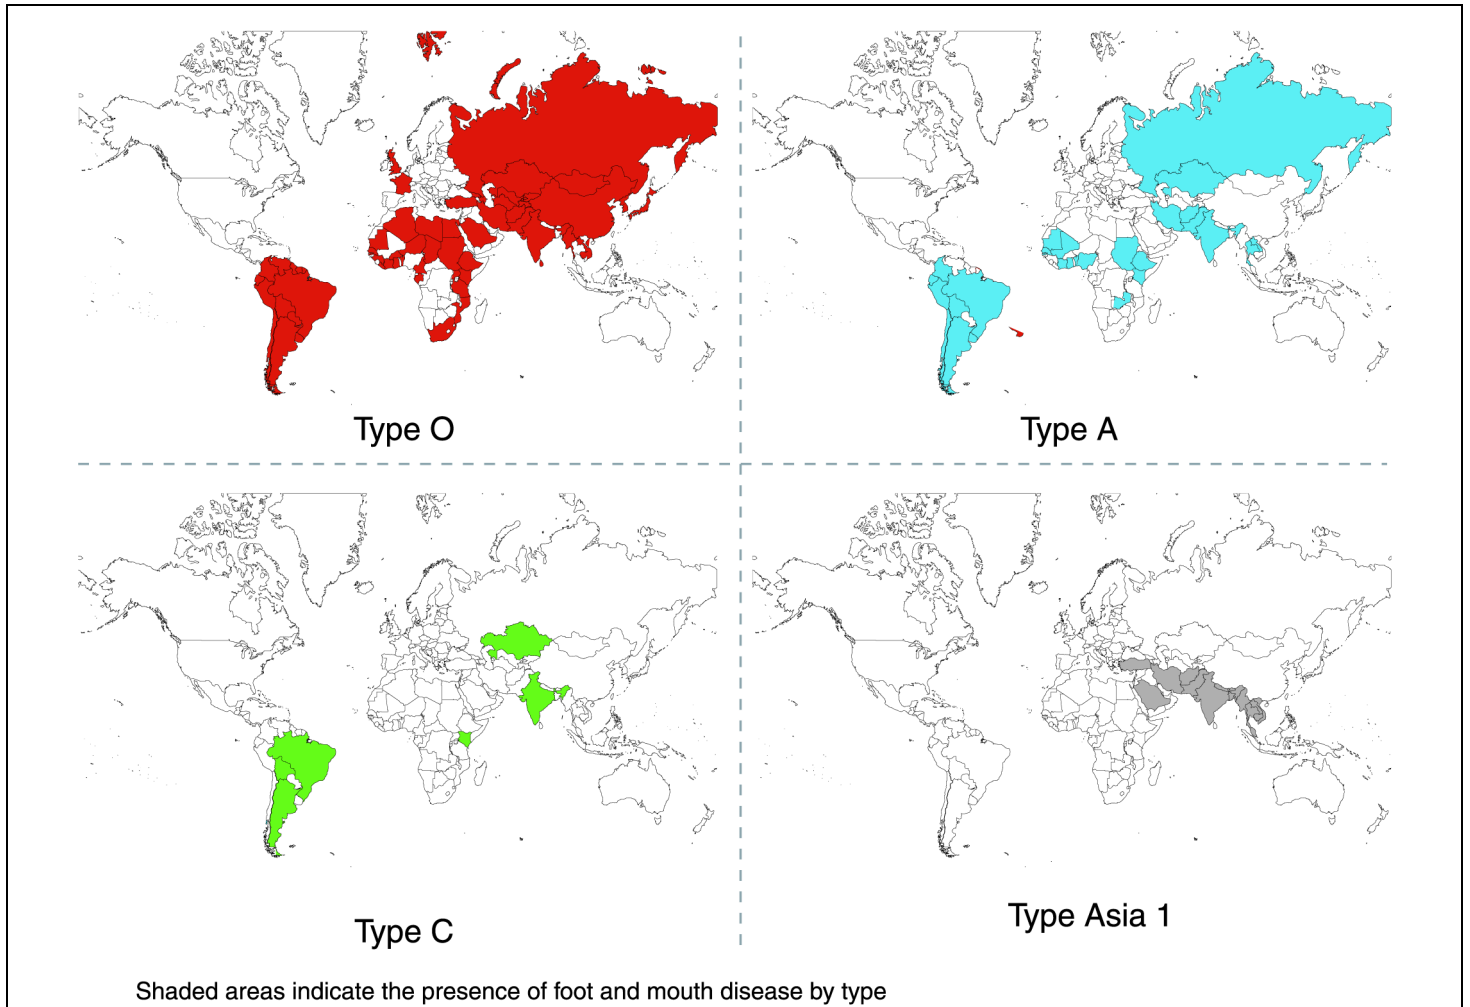 Type O
Type A
Type C
Type Asia 1
Shaded areas indicate the presence of foot and mouth disease by type